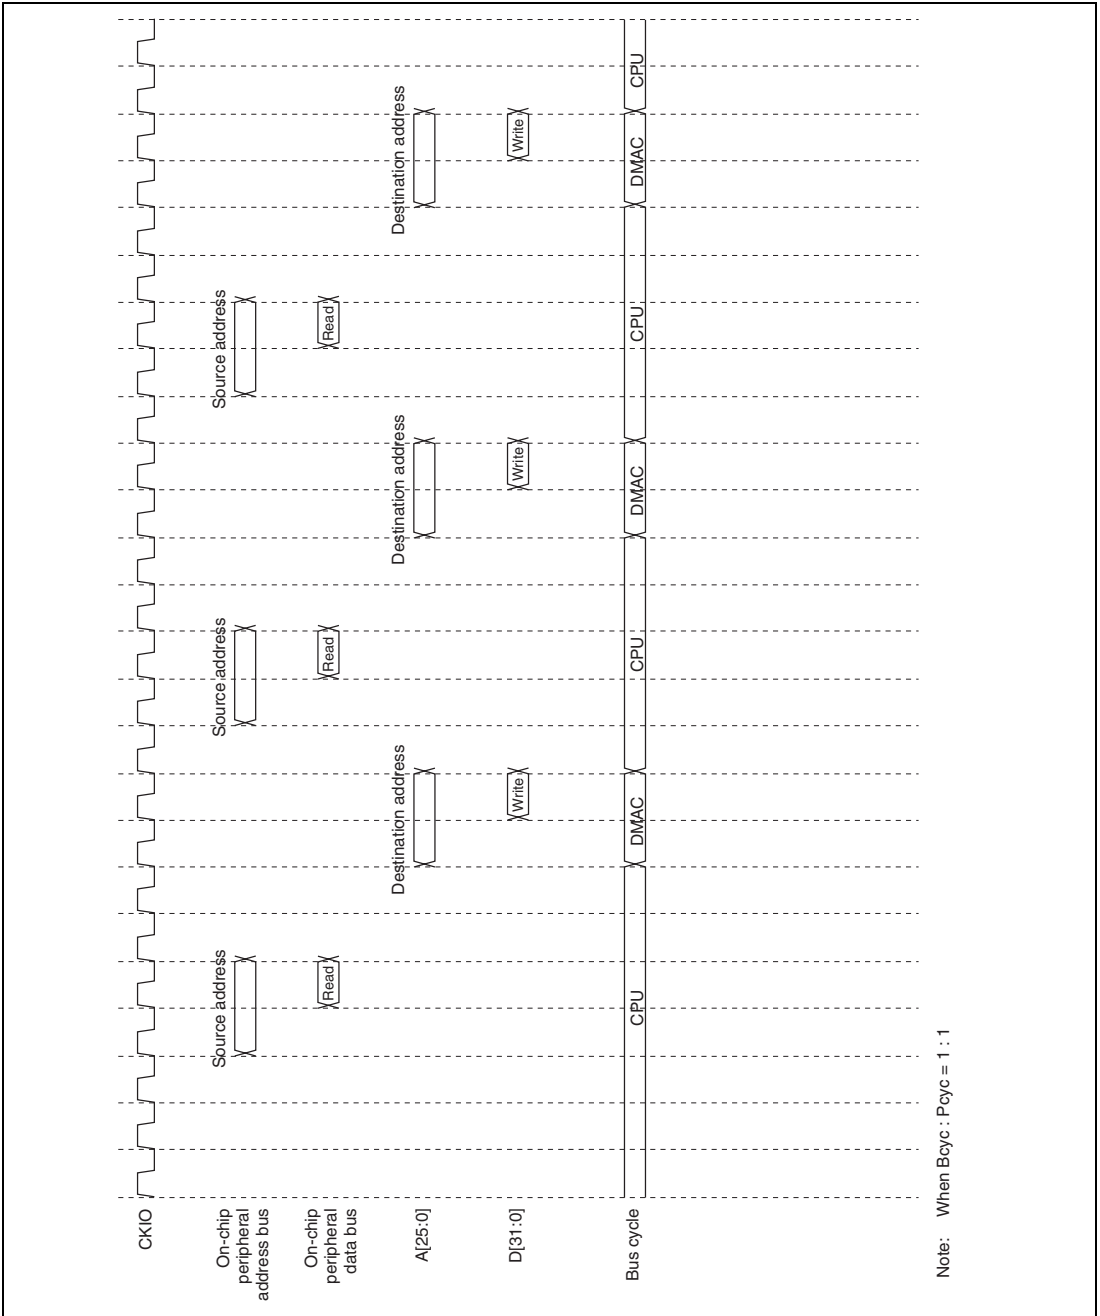 CKIO
On-chip
peripheral
address bus
Source address
Source address
Source address
On-chip
peripheral
data bus
Read
Read
Read
A[25:0]
Destination address
Destination address
Destination address
D[31:0]
Write
Write
Write
Bus cycle
CPU
DMAC
CPU
DMAC
CPU
DMAC
CPU
Note: When Bcyc : Pcyc = 1 : 1